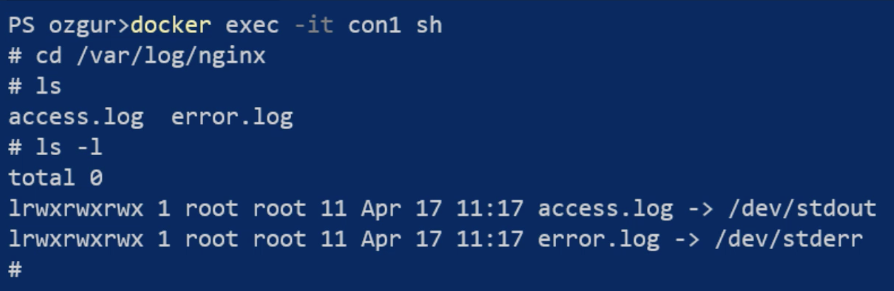 PS ozgur>docker exec -it con1 sh
# cd /var/log/nginx
# ls
access.log  error.log
# ls -l
total 0
lrwxrwxrwx 1 root root 11 Apr 17 11:17 access.log -> /dev/stdout
lrwxrwxrwx 1 root root 11 Apr 17 11:17 error.log -> /dev/stderr
#